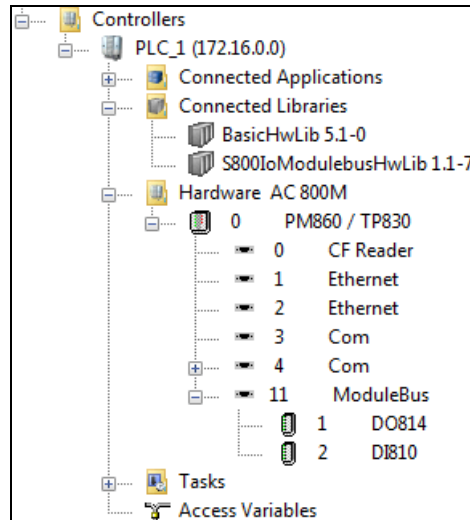 Controllers
PLC_1 (172.16.0.0)
Connected Applications
Connected Libraries
BasicHwLib 5.1-0
S800IoModulebusHwLib 1.1-7
Hardware AC 800M
0 PM860 / TP830
0 CF Reader
1 Ethernet
2 Ethernet
3 Com
4 Com
11 ModuleBus
1 DO814
2 DI810
Tasks
Access Variables